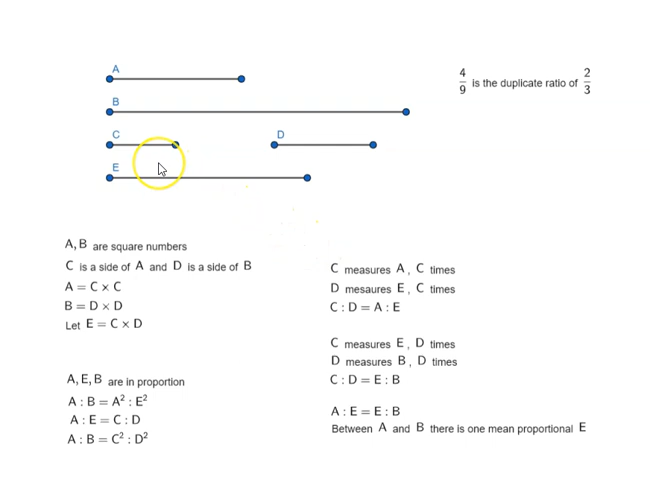 A
4/9 is the duplicate ratio of 2/3
B
C
D
E
A, B are square numbers
C is a side of A and D is a side of B
A = C × C
B = D × D
Let E = C × D
A, E, B are in proportion
A : B = A² : E²
A : E = C : D
A : B = C² : D²
C measures A, C times
D mesaures E, C times
C : D = A : E
C measures E, D times
D measures B, D times
C : D = E : B
A : E = E : B
Between A and B there is one mean proportional E